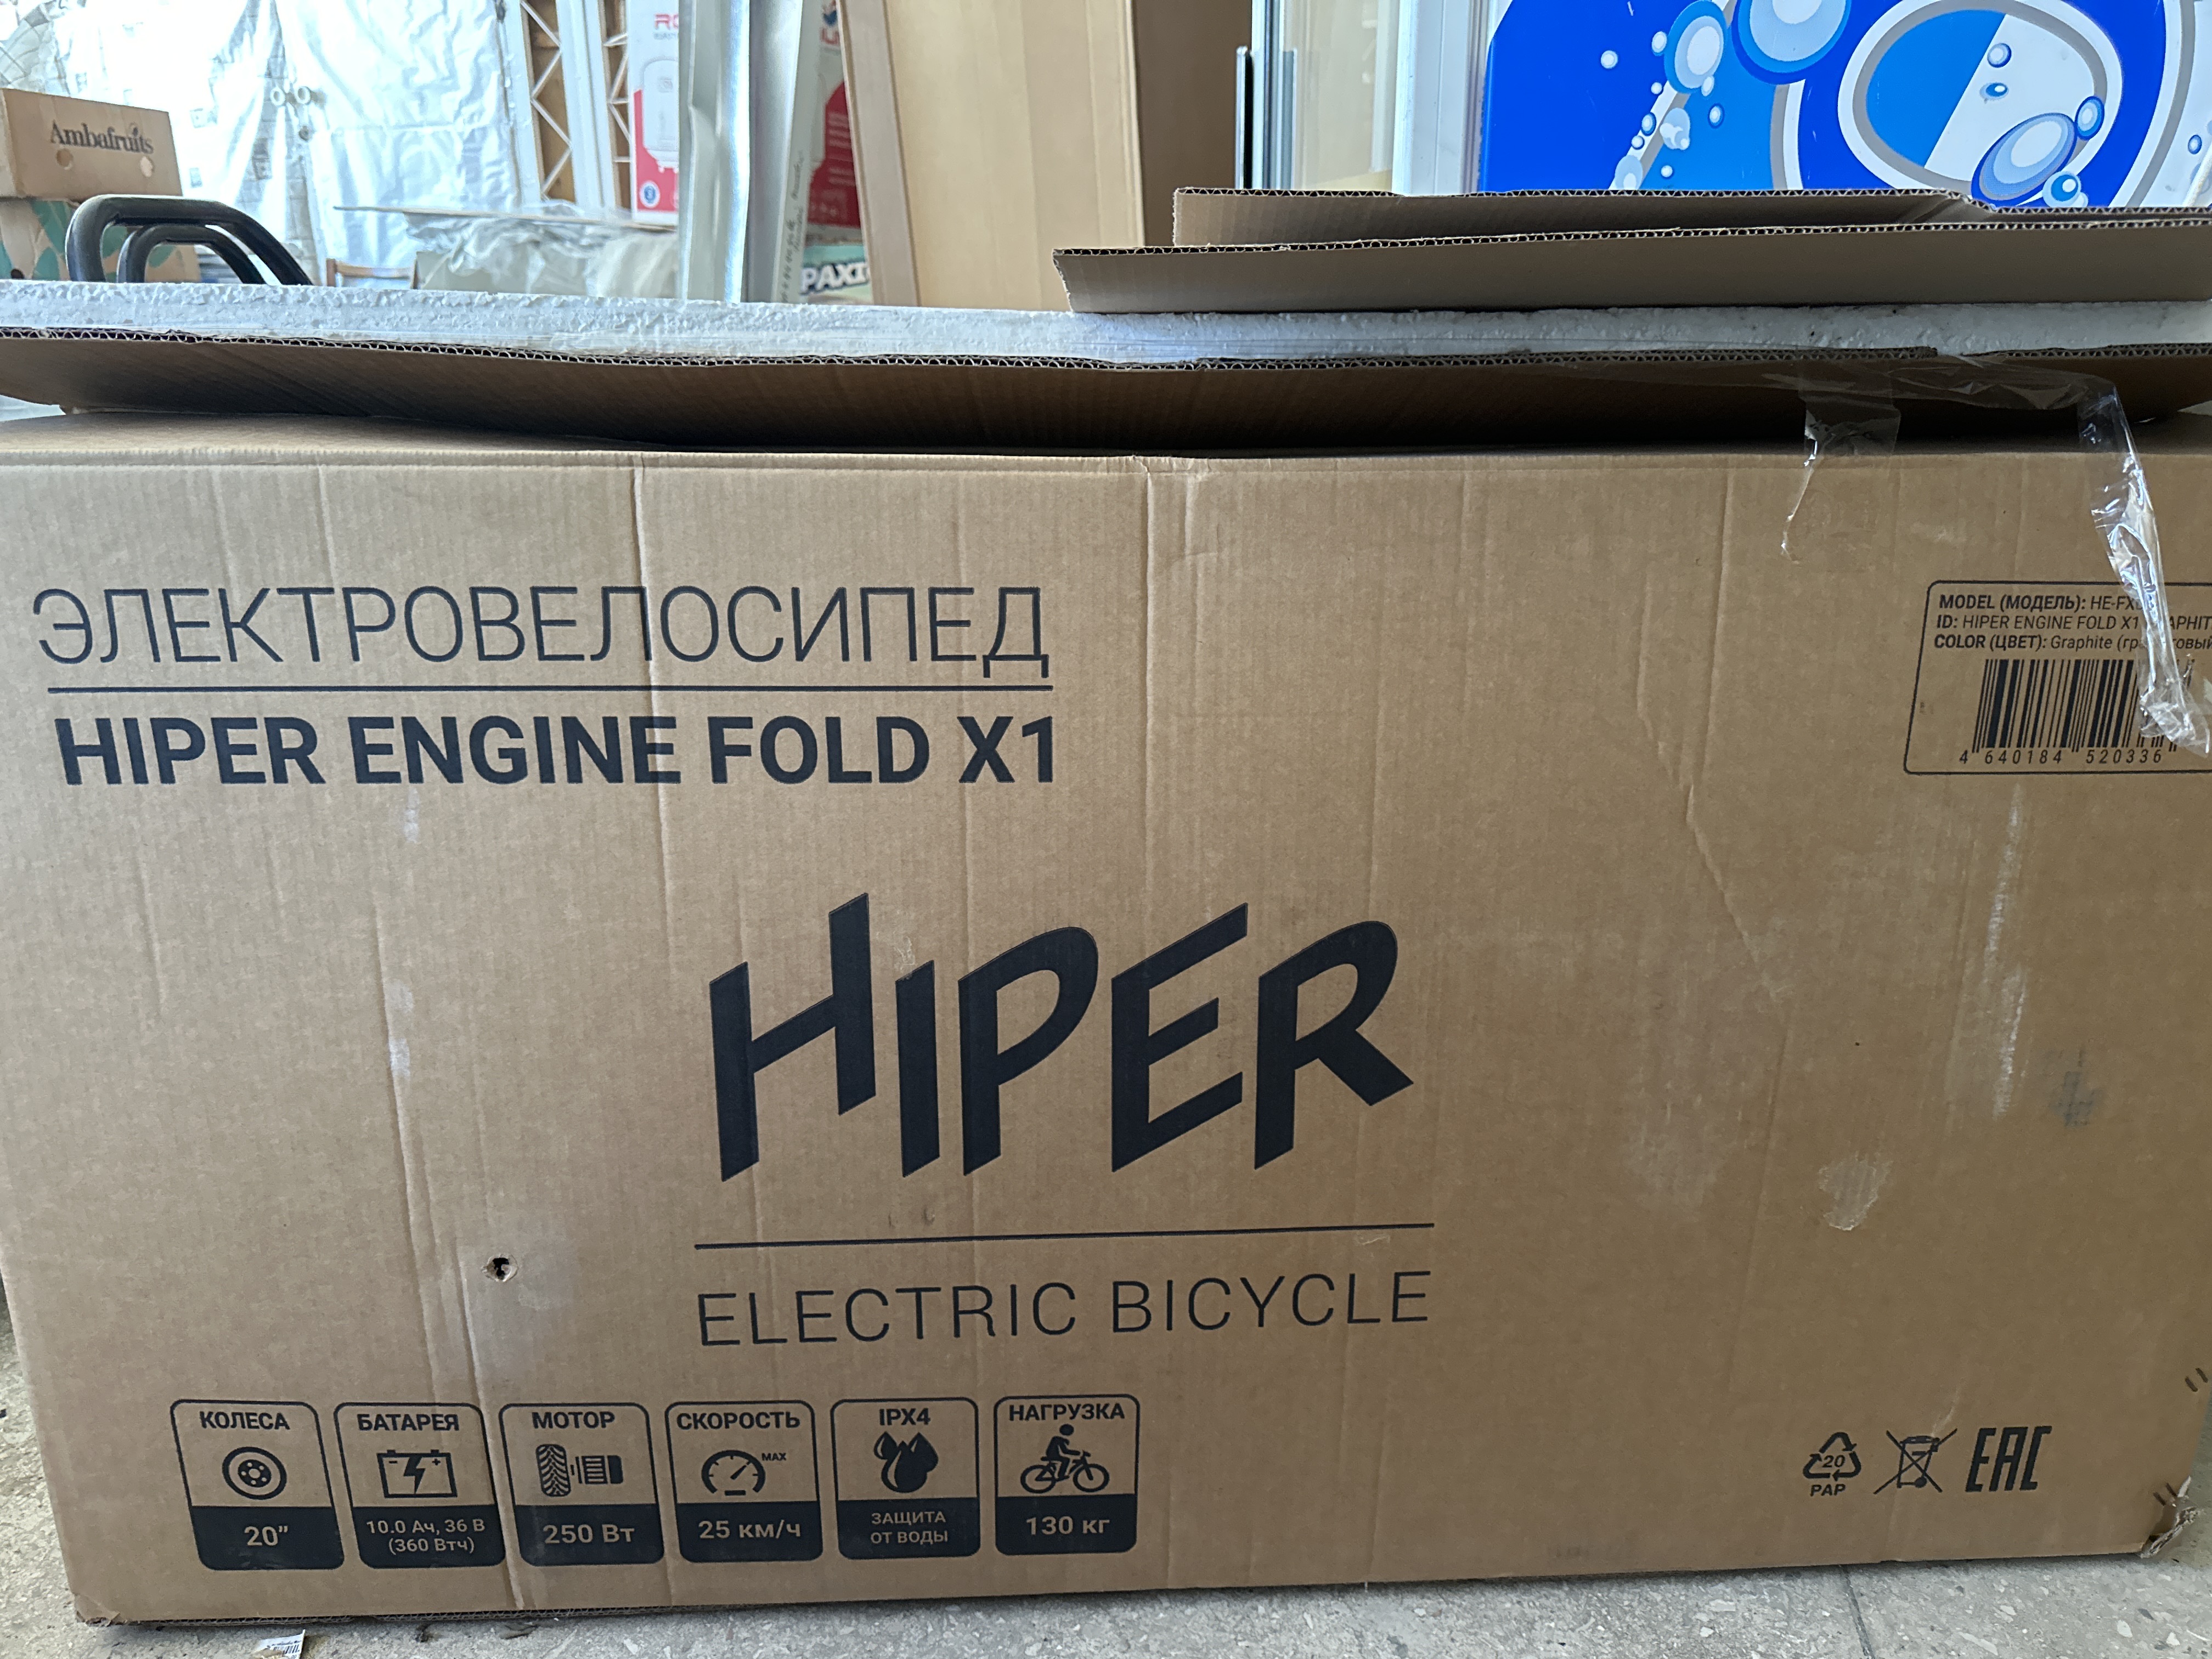 Ambafruits
ЭЛЕКТРОВЕЛОСИПЕД
HIPER ENGINE FOLD X1
MODEL (МОДЕЛЬ):
ID: HIPER ENGINE FOLD X1
COLOR (ЦВЕТ): Graphite
4 640184 520336
HIPER
ELECTRIC BICYCLE
КОЛЕСА
20”
БАТАРЕЯ
10.0 Ач, 36 В
(360 Втч)
МОТОР
250 Вт
СКОРОСТЬ
MAX
25 км/ч
IPX4
ЗАЩИТА
ОТ ВОДЫ
НАГРУЗКА
130 кг
20
PAP
EAC